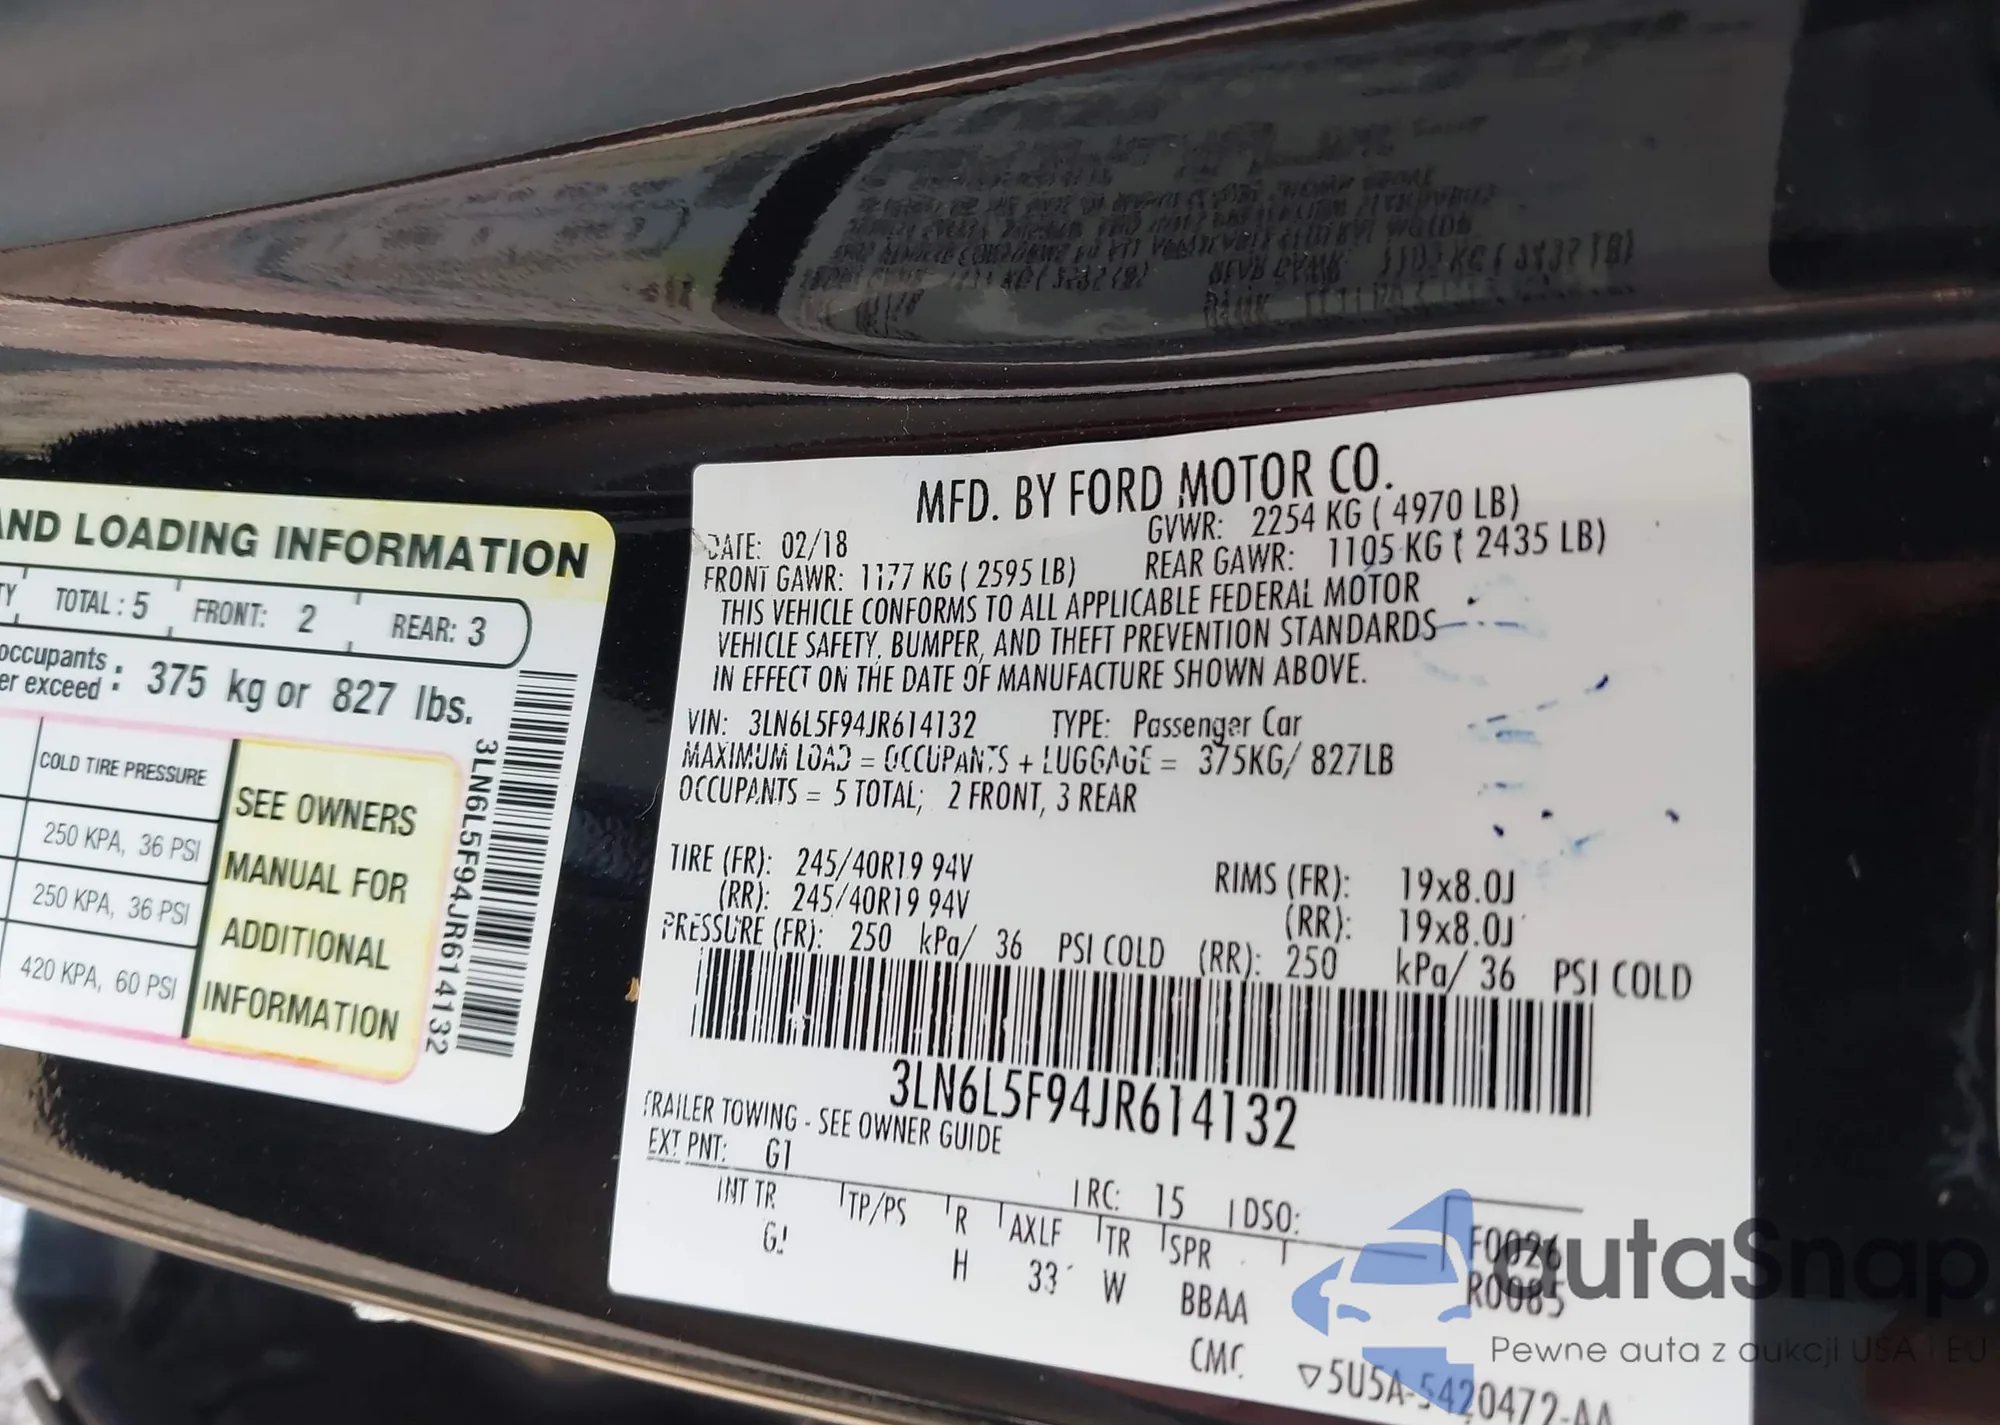 AND LOADING INFORMATION
TOTAL : 5 FRONT: 2 REAR: 3
occupants
er exceed : 375 kg or 827 lbs.
COLD TIRE PRESSURE
250 KPA, 36 PSI
250 KPA, 36 PSI
420 KPA, 60 PSI
SEE OWNERS
MANUAL FOR
ADDITIONAL
INFORMATION
3LN6L5F94JR614132
MFD. BY FORD MOTOR CO.
DATE: 02/18 GVWR: 2254 KG ( 4970 LB)
FRONT GAWR: 1177 KG ( 2595 LB) REAR GAWR: 1105 KG ( 2435 LB)
THIS VEHICLE CONFORMS TO ALL APPLICABLE FEDERAL MOTOR
VEHICLE SAFETY, BUMPER, AND THEFT PREVENTION STANDARDS
IN EFFECT ON THE DATE OF MANUFACTURE SHOWN ABOVE.
VIN: 3LN6L5F94JR614132 TYPE: Passenger Car
MAXIMUM LOAD = OCCUPANTS + LUGGAGE = 375KG/ 827LB
OCCUPANTS = 5 TOTAL; 2 FRONT, 3 REAR
TIRE (FR): 245/40R19 94V RIMS (FR): 19x8.0J
(RR): 245/40R19 94V (RR): 19x8.0J
PRESSURE (FR): 250 kPa/ 36 PSI COLD (RR): 250 kPa/ 36 PSI COLD
3LN6L5F94JR614132
TRAILER TOWING - SEE OWNER GUIDE
EXT PNT: G1 RC: 15 DSO:
INT TR TP/PS R AXLE TR SPR F0026
GJ H 33 W BBAA R0085
CMC ▽5U5A-5420472-AA
autaSnap
Pewne auta z aukcji USA i EU